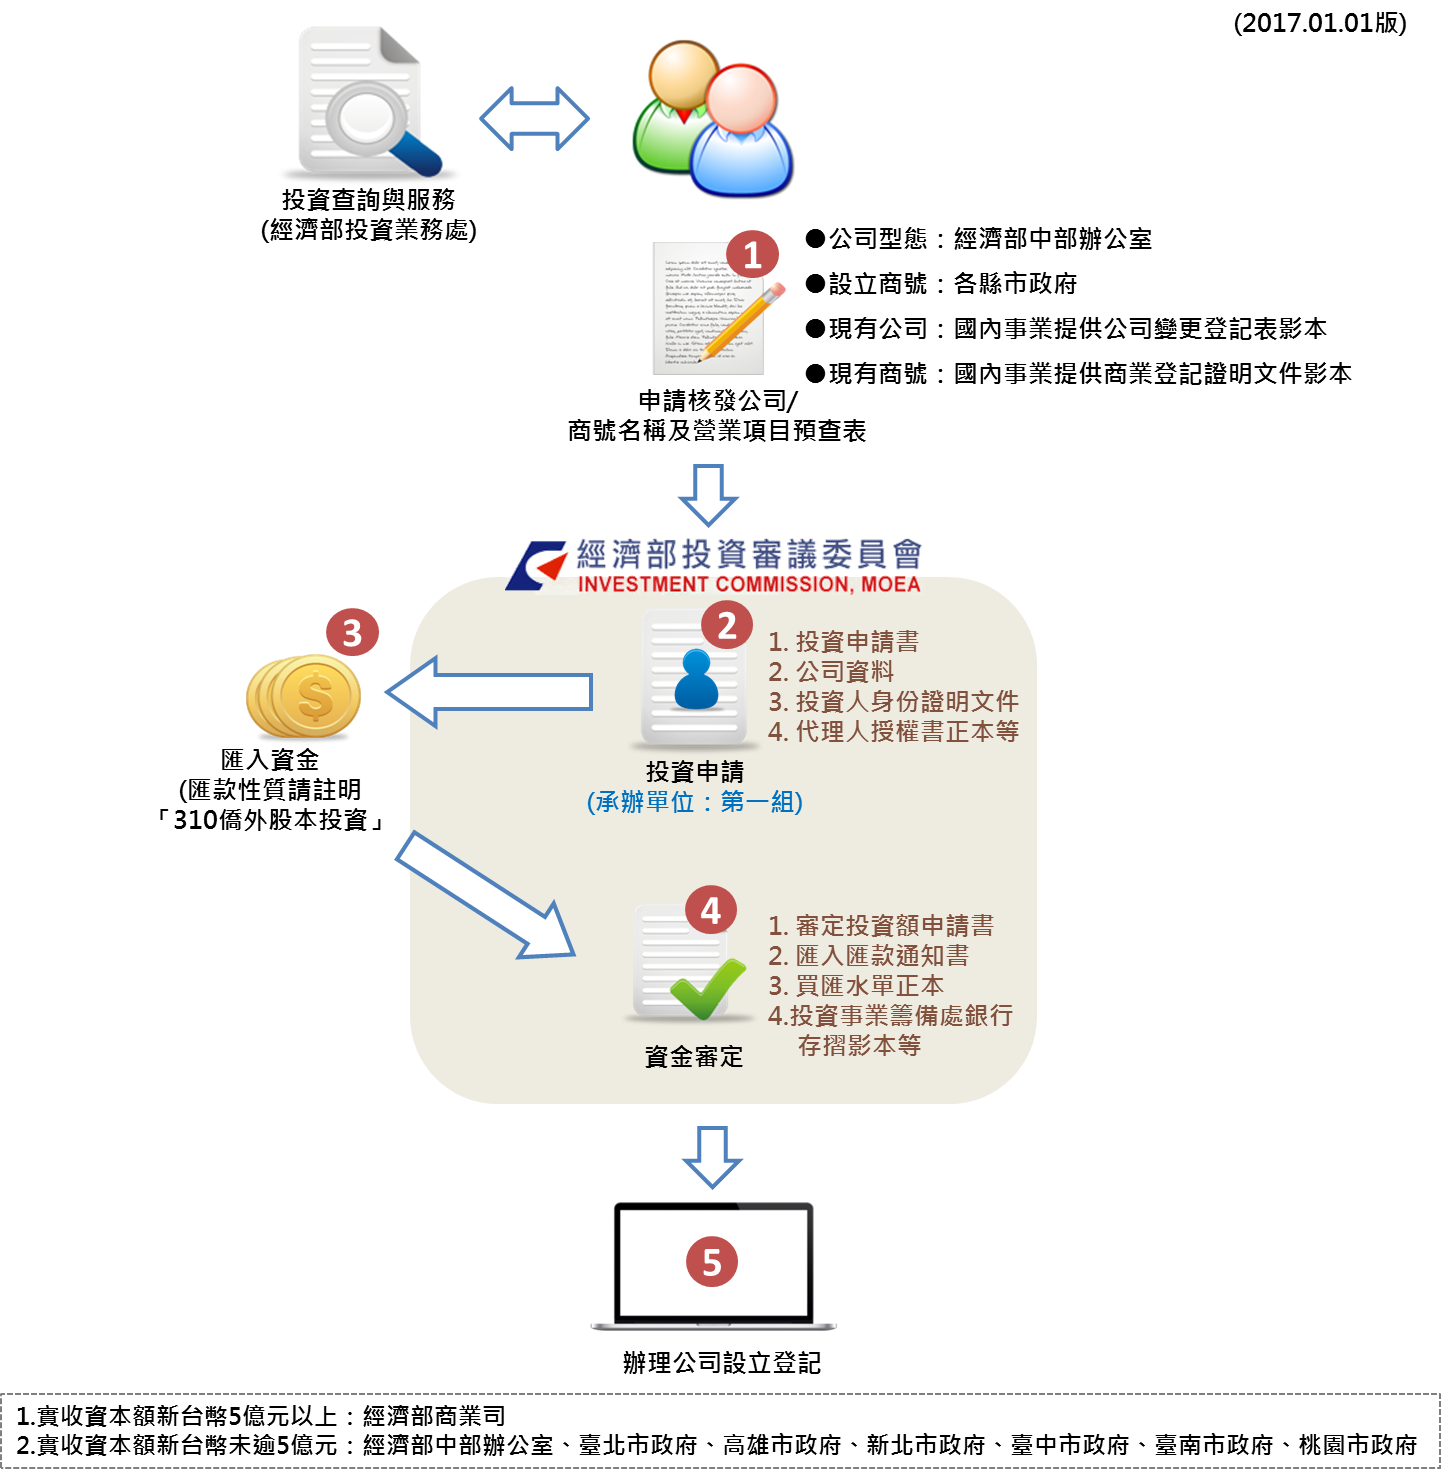 (2017.01.01版)
投資查詢與服務
(經濟部投資業務處)
1
●公司型態：經濟部中部辦公室
●設立商號：各縣市政府
●現有公司：國內事業提供公司變更登記表影本
●現有商號：國內事業提供商業登記證明文件影本
申請核發公司/
商號名稱及營業項目預查表
經濟部投資審議委員會
INVESTMENT COMMISSION, MOEA
2
1. 投資申請書
2. 公司資料
3. 投資人身份證明文件
4. 代理人授權書正本等
投資申請
(承辦單位：第一組)
3
匯入資金
(匯款性質請註明
「310僑外股本投資」
4
1. 審定投資額申請書
2. 匯入匯款通知書
3. 買匯水單正本
4.投資事業籌備處銀行
存摺影本等
資金審定
5
辦理公司設立登記
1.實收資本額新台幣5億元以上：經濟部商業司
2.實收資本額新台幣未逾5億元：經濟部中部辦公室、臺北市政府、高雄市政府、新北市政府、臺中市政府、臺南市政府、桃園市政府